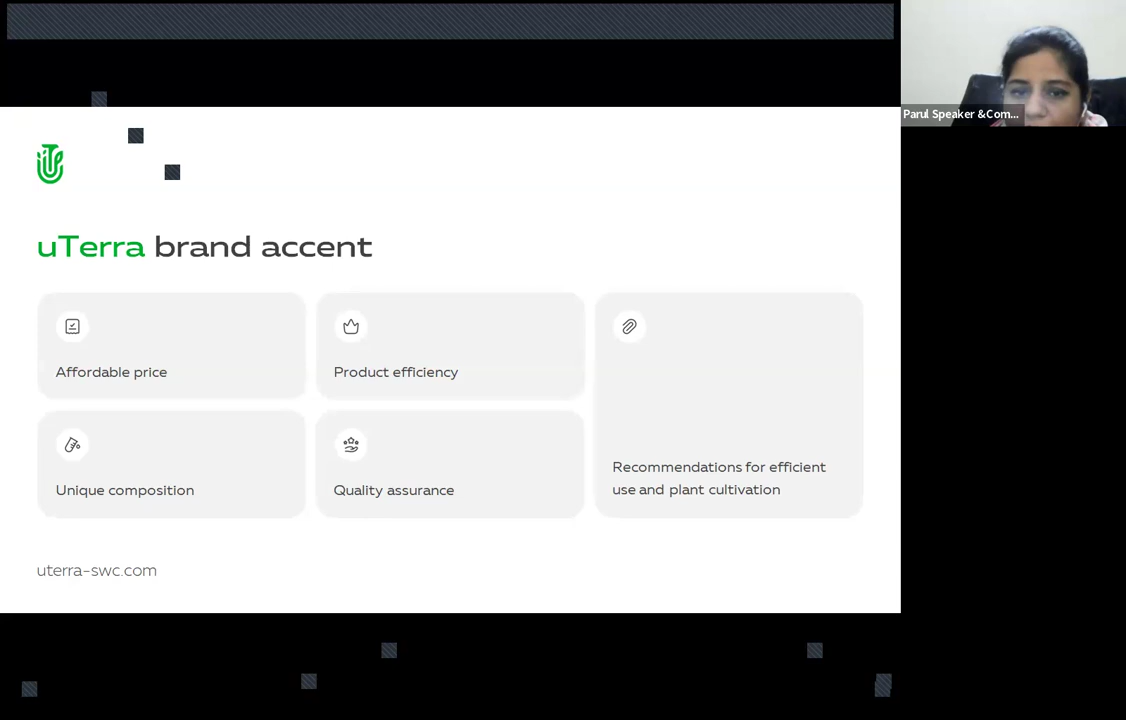 Parul Speaker &Com...
uTerra brand accent
Affordable price
Product efficiency
Unique composition
Quality assurance
Recommendations for efficient
use and plant cultivation
uterra-swc.com